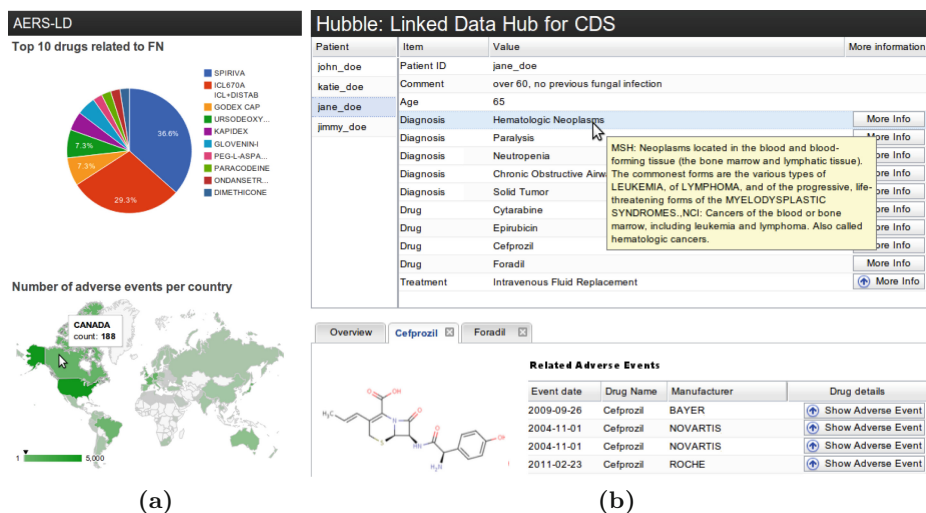 AERS-LD
Top 10 drugs related to FN
36.6%
29.3%
7.3%
7.3%
SPIRIVA
ICL670A
ICL+DISTAB
GODEX CAP
URSODEOXY...
KAPIDEX
GLOVENIN-I
PEG-L-ASPA...
PARACODEINE
ONDANSETR...
DIMETHICONE
Number of adverse events per country
CANADA
count: 188
1 5,000
(a)
Hubble: Linked Data Hub for CDS
Patient Item Value More information
john_doe
katie_doe
jane_doe
jimmy_doe
Patient ID jane_doe
Comment over 60, no previous fungal infection
Age 65
Diagnosis Hematologic Neoplasms More Info
Diagnosis Paralysis More Info
Diagnosis Neutropenia More Info
Diagnosis Chronic Obstructive Airw
Diagnosis Solid Tumor
Drug Cytarabine
Drug Epirubicin
Drug Cefprozil
Drug Foradil More Info
Treatment Intravenous Fluid Replacement More Info
MSH: Neoplasms located in the blood and blood-
forming tissue (the bone marrow and lymphatic tissue).
The commonest forms are the various types of
LEUKEMIA, of LYMPHOMA, and of the progressive, life-
threatening forms of the MYELODYSPLASTIC
SYNDROMES.,NCI: Cancers of the blood or bone
marrow, including leukemia and lymphoma. Also called
hematologic cancers.
Overview Cefprozil Foradil
Related Adverse Events
Event date Drug Name Manufacturer Drug details
2009-09-26 Cefprozil BAYER Show Adverse Event
2004-11-01 Cefprozil NOVARTIS Show Adverse Event
2004-11-01 Cefprozil NOVARTIS Show Adverse Event
2011-02-23 Cefprozil ROCHE Show Adverse Event
H₃C
O
OH
N
O
S
HN
O
H₂N
OH
(b)